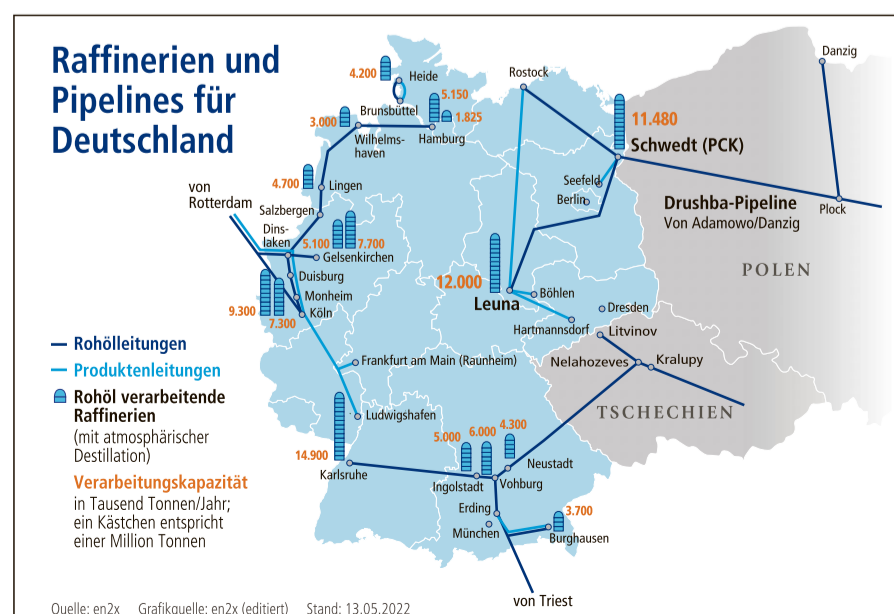 Raffinerien und
Pipelines für
Deutschland
Danzig
4.200
Heide
Rostock
5.150
Brunsbüttel
1.825
3.000
11.480
Hamburg
Wilhelms-
haven
Schwedt (PCK)
4.700
Lingen
Seefeld
Berlin
von
Rotterdam
Salzbergen
Drushba-Pipeline
Von Adamowo/Danzig
Plock
Dins-
laken
5.100
7.700
Gelsenkirchen
POLEN
Duisburg
12.000
Böhlen
Leuna
Monheim
9.300
7.300
Köln
Dresden
Hartmannsdorf
Litvinov
Rohölleitungen
Produktenleitungen
Frankfurt am Main (Raunheim)
Nelahozeves
Kralupy
Rohöl verarbeitende
Raffinerien
(mit atmosphärischer
Destillation)
Ludwigshafen
TSCHECHIEN
5.000
6.000
4.300
14.900
Karlsruhe
Neustadt
Ingolstadt
Vohburg
Verarbeitungskapazität
in Tausend Tonnen/Jahr;
ein Kästchen entspricht
einer Million Tonnen
Erding
3.700
München
Burghausen
von Triest
Quelle: en2x Grafikquelle: en2x (editiert) Stand: 13.05.2022